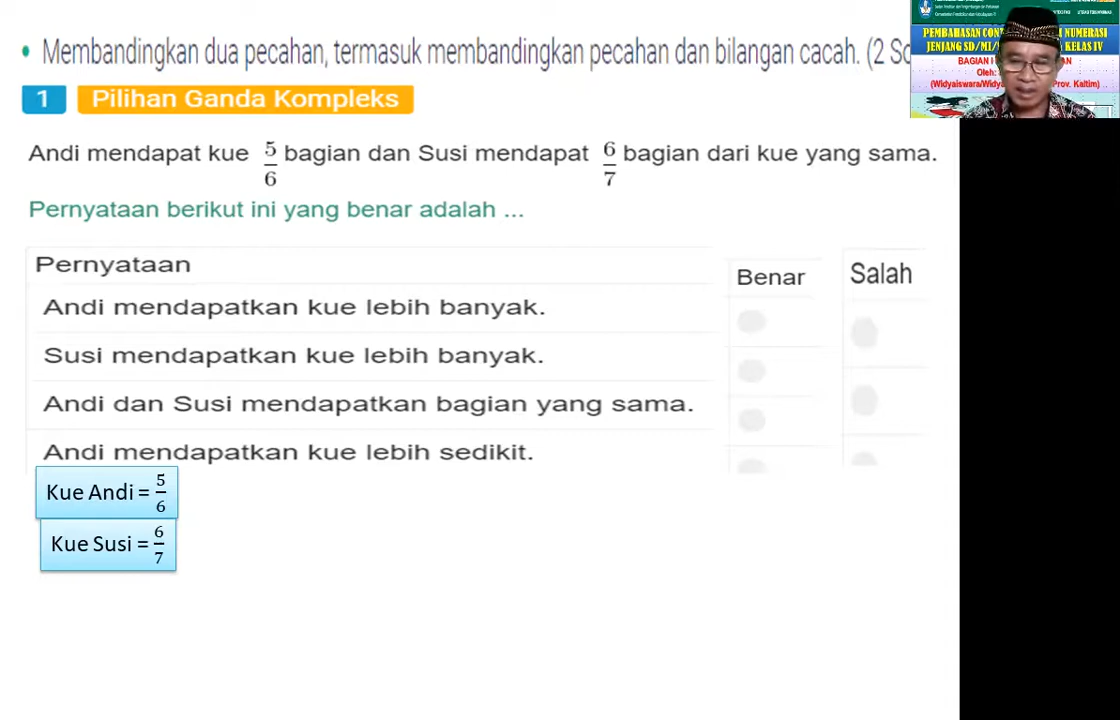 • Membandingkan dua pecahan, termasuk membandingkan pecahan dan bilangan cacah. (2 So
1 Pilihan Ganda Kompleks
Andi mendapat kue 5/6 bagian dan Susi mendapat 6/7 bagian dari kue yang sama.
Pernyataan berikut ini yang benar adalah ...
Pernyataan Benar Salah
Andi mendapatkan kue lebih banyak.
Susi mendapatkan kue lebih banyak.
Andi dan Susi mendapatkan bagian yang sama.
Andi mendapatkan kue lebih sedikit.
Kue Andi = 5/6
Kue Susi = 6/7
PEMBAHASAN NUMERASI
JENJANG SD/MI KELAS IV
BAGIAN
Oleh:
Prov. Kaltim)